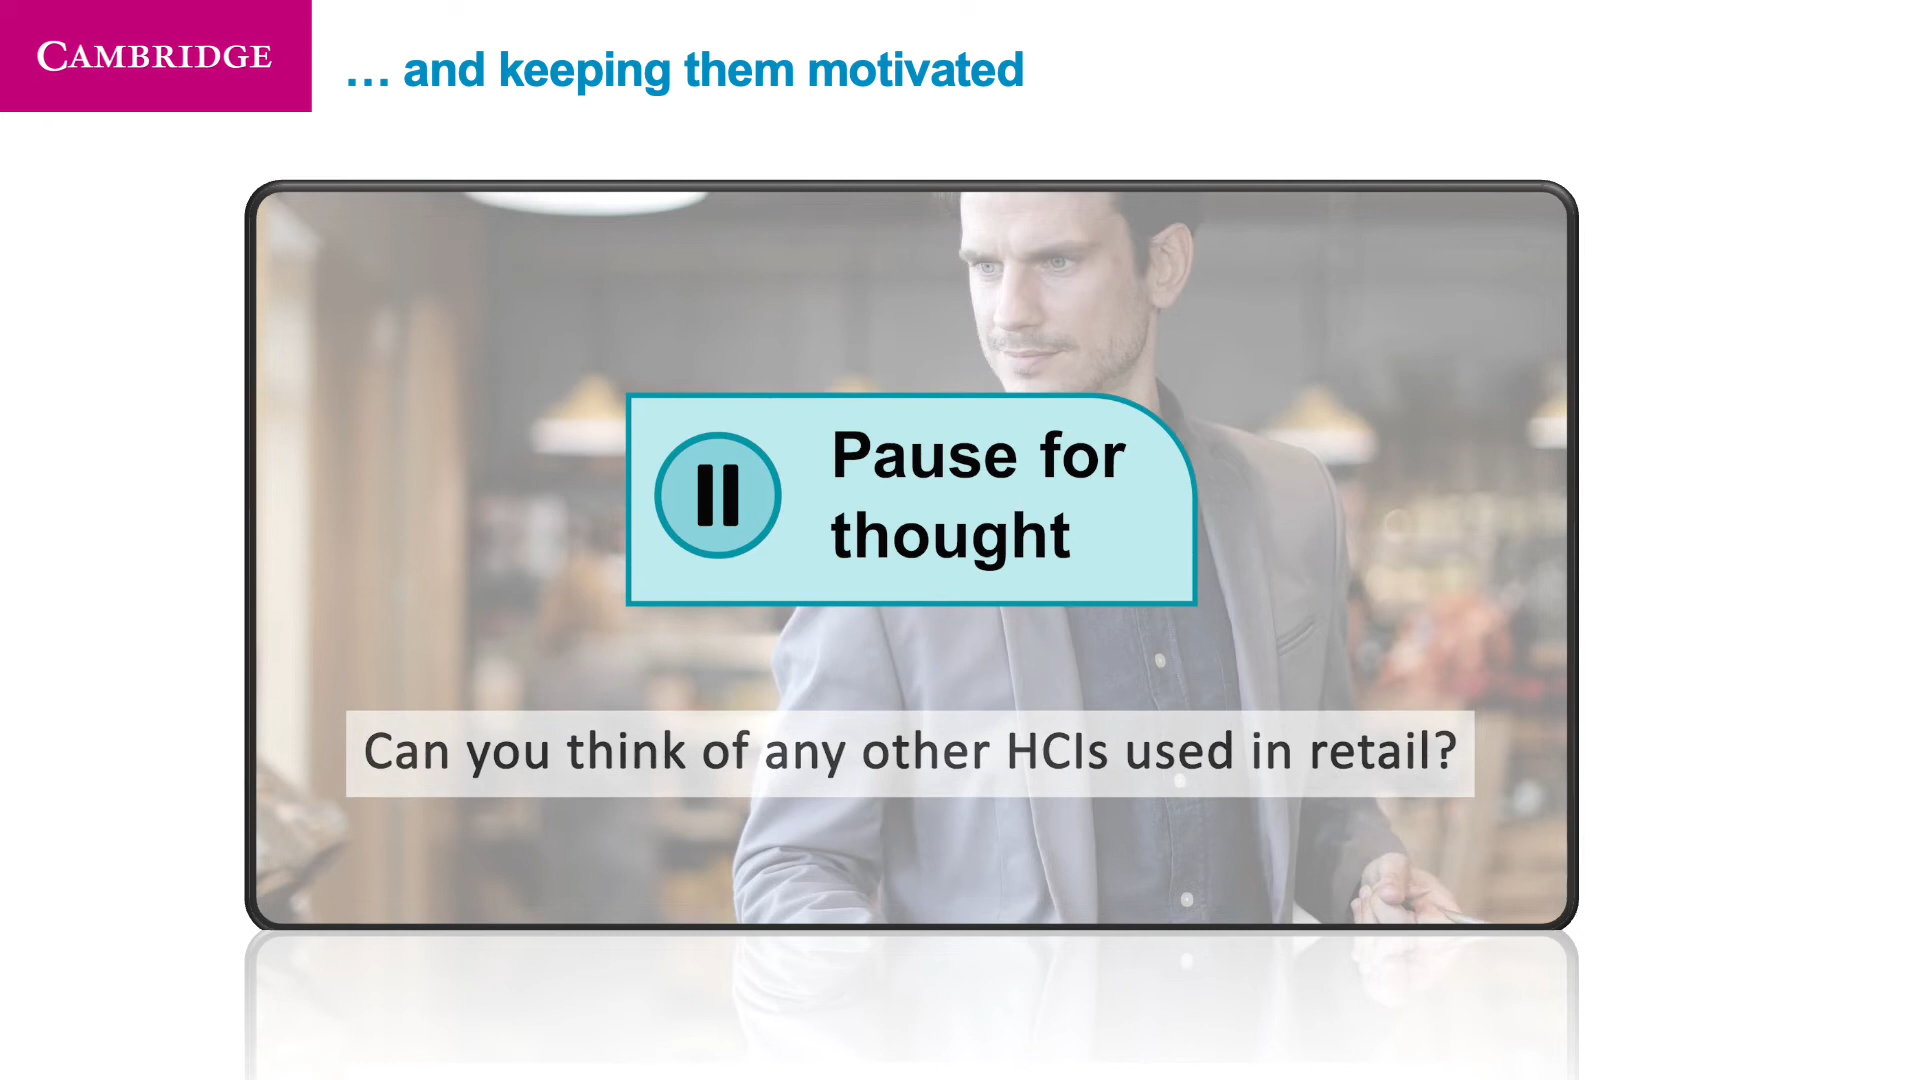 CAMBRIDGE
… and keeping them motivated
Pause for
thought
Can you think of any other HCIs used in retail?